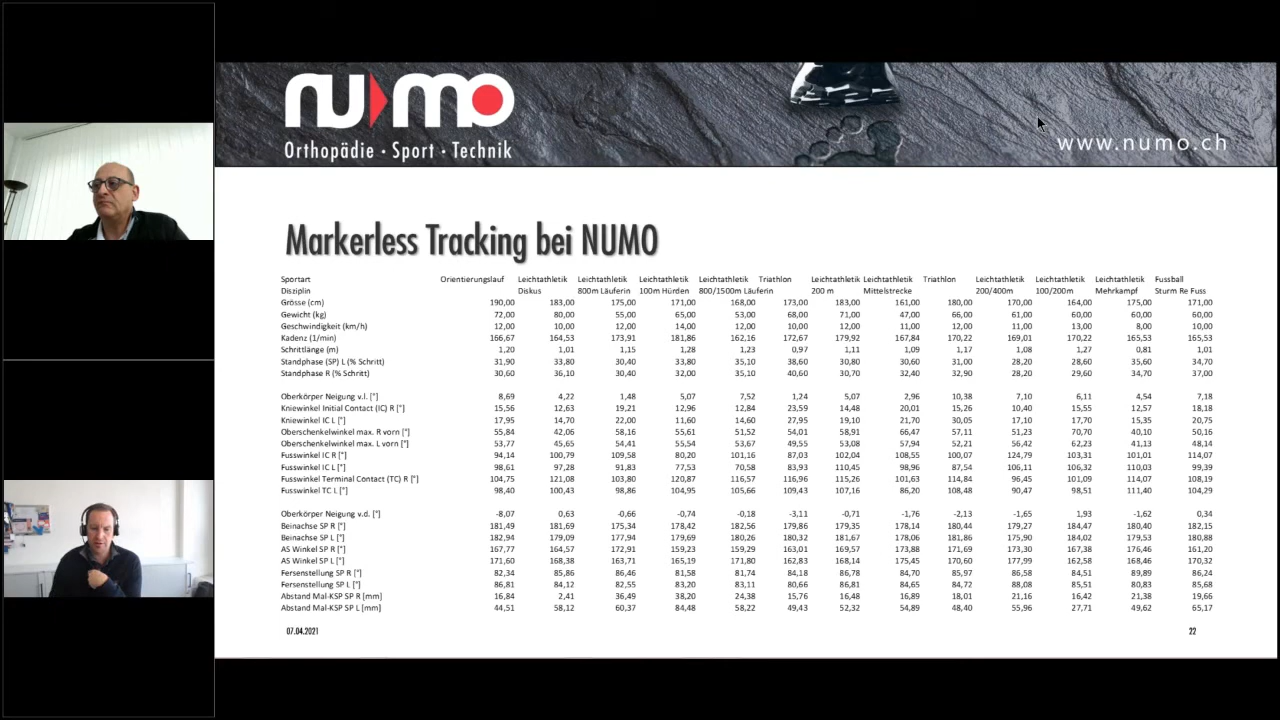 nu mo
Orthopädie · Sport · Technik
www.numo.ch
Markerless Tracking bei NUMO
Sportart Orientierungslauf Leichtathletik Leichtathletik Leichtathletik Leichtathletik Triathlon Leichtathletik Leichtathletik Triathlon Leichtathletik Leichtathletik Leichtathletik Fussball
Disziplin Diskus 800m Läuferin 100m Hürden 800/1500m Läuferin 200 m Mittelstrecke 200/400m 100/200m Mehrkampf Sturm Re Fuss
Grösse (cm) 190,00 183,00 175,00 171,00 168,00 173,00 183,00 161,00 180,00 170,00 164,00 175,00 171,00
Gewicht (kg) 72,00 80,00 55,00 65,00 53,00 68,00 71,00 47,00 66,00 61,00 60,00 60,00 60,00
Geschwindigkeit (km/h) 12,00 10,00 12,00 14,00 12,00 10,00 12,00 11,00 12,00 11,00 13,00 8,00 10,00
Kadenz (1/min) 166,67 164,53 173,91 181,86 162,16 172,67 179,92 167,84 170,22 169,01 170,22 165,53 165,53
Schrittlänge (m) 1,20 1,01 1,15 1,28 1,23 0,97 1,11 1,09 1,17 1,08 1,27 0,81 1,01
Standphase (SP) L (% Schritt) 31,90 33,80 30,40 33,80 35,10 38,60 30,80 30,60 31,00 28,20 28,60 35,60 34,70
Standphase R (% Schritt) 30,60 36,10 30,40 32,00 35,10 40,60 30,70 32,40 32,90 28,20 29,60 34,70 37,00
Oberkörper Neigung v.l. [°] 8,69 4,22 1,48 5,07 7,52 1,24 5,07 2,96 10,38 7,10 6,11 4,54 7,18
Kniewinkel Initial Contact (IC) R [°] 15,56 12,63 19,21 12,96 12,84 23,59 14,48 20,01 15,26 10,40 15,55 12,57 18,18
Kniewinkel IC L [°] 17,95 14,70 22,00 11,60 14,60 27,95 19,10 21,70 30,05 17,10 17,70 15,35 20,75
Oberschenkelwinkel max. R vorn [°] 55,84 42,06 58,16 55,61 51,52 54,01 58,91 66,47 57,11 51,23 70,70 40,10 50,16
Oberschenkelwinkel max. L vorn [°] 53,77 45,65 54,41 55,54 53,67 49,55 53,08 57,94 52,21 56,42 62,23 41,13 48,14
Fusswinkel IC R [°] 94,14 100,79 109,58 80,20 101,16 87,03 102,04 108,55 100,07 124,79 103,31 101,01 114,07
Fusswinkel IC L [°] 98,61 97,28 91,83 77,53 70,58 83,93 110,45 98,96 87,54 106,11 106,32 110,03 99,39
Fusswinkel Terminal Contact (TC) R [°] 104,75 121,08 103,80 120,87 116,57 116,96 115,26 101,63 114,84 96,45 101,09 114,07 108,19
Fusswinkel TC L [°] 98,40 100,43 98,86 104,95 105,66 109,43 107,16 86,20 108,48 90,47 98,51 111,40 104,29
Oberkörper Neigung v.d. [°] -8,07 0,63 -0,66 -0,74 -0,18 -3,11 -0,71 -1,76 -2,13 -1,65 1,93 -1,62 0,34
Beinachse SP R [°] 181,49 181,69 175,34 178,42 182,56 179,86 179,35 178,14 180,44 179,27 184,47 180,40 182,15
Beinachse SP L [°] 182,94 179,09 177,94 179,69 180,26 180,32 181,67 178,06 181,86 175,90 184,02 179,53 180,88
AS Winkel SP R [°] 167,77 164,57 172,91 159,23 159,29 163,01 169,57 173,88 171,69 173,30 167,38 176,46 161,20
AS Winkel SP L [°] 171,60 168,38 163,71 165,19 171,80 162,83 168,14 175,45 170,60 177,99 162,58 168,46 170,32
Fersenstellung SP R [°] 82,34 85,86 86,46 81,58 81,74 84,18 86,78 84,70 85,97 86,58 84,51 89,89 86,24
Fersenstellung SP L [°] 86,81 84,12 82,55 83,20 83,11 80,66 86,81 84,65 84,72 88,08 85,51 80,83 85,68
Abstand Mal-KSP SP R [mm] 16,84 2,41 36,49 38,20 24,38 15,76 16,48 16,89 18,01 21,16 16,42 21,38 19,66
Abstand Mal-KSP SP L [mm] 44,51 58,12 60,37 84,48 58,22 49,43 52,32 54,89 48,40 55,96 27,71 49,62 65,17
07.04.2021 22